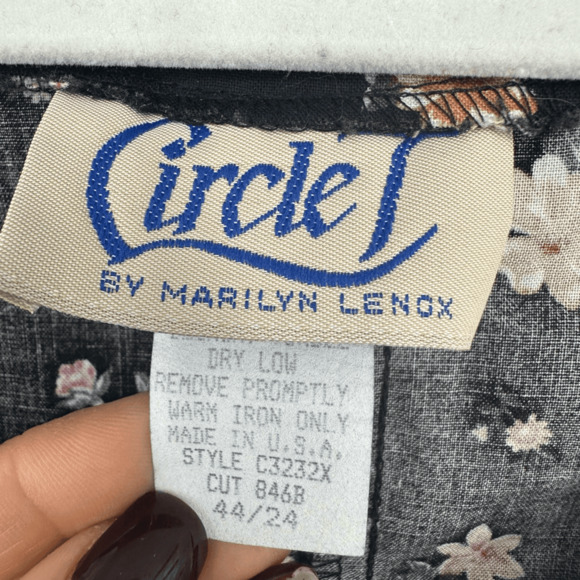 Circle T
BY MARILYN LENOX
DRY LOW
REMOVE PROMPTLY
WARM IRON ONLY
MADE IN U.S.A.
STYLE C3232X
CUT 846B
44/24